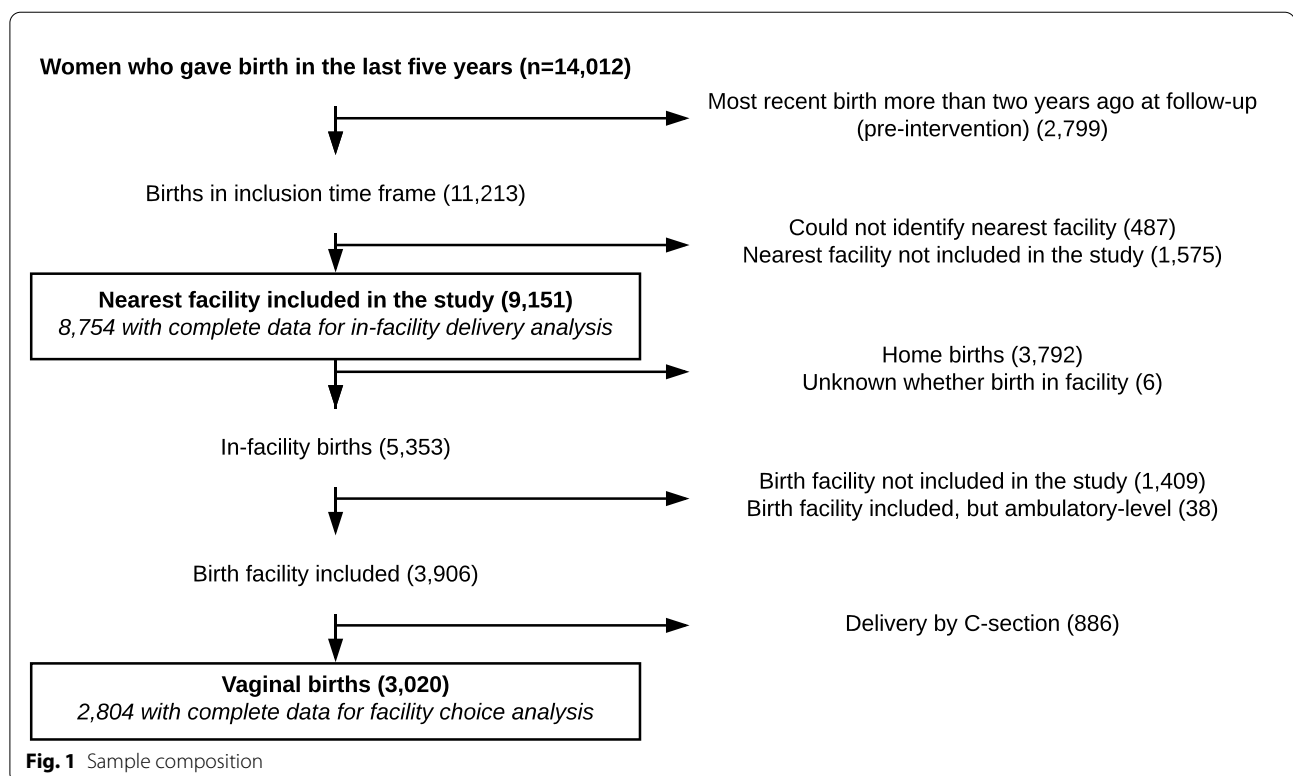 Women who gave birth in the last five years (n=14,012)
Most recent birth more than two years ago at follow-up
(pre-intervention) (2,799)
Births in inclusion time frame (11,213)
Could not identify nearest facility (487)
Nearest facility not included in the study (1,575)
Nearest facility included in the study (9,151)
8,754 with complete data for in-facility delivery analysis
Home births (3,792)
Unknown whether birth in facility (6)
In-facility births (5,353)
Birth facility not included in the study (1,409)
Birth facility included, but ambulatory-level (38)
Birth facility included (3,906)
Delivery by C-section (886)
Vaginal births (3,020)
2,804 with complete data for facility choice analysis
Fig. 1 Sample composition